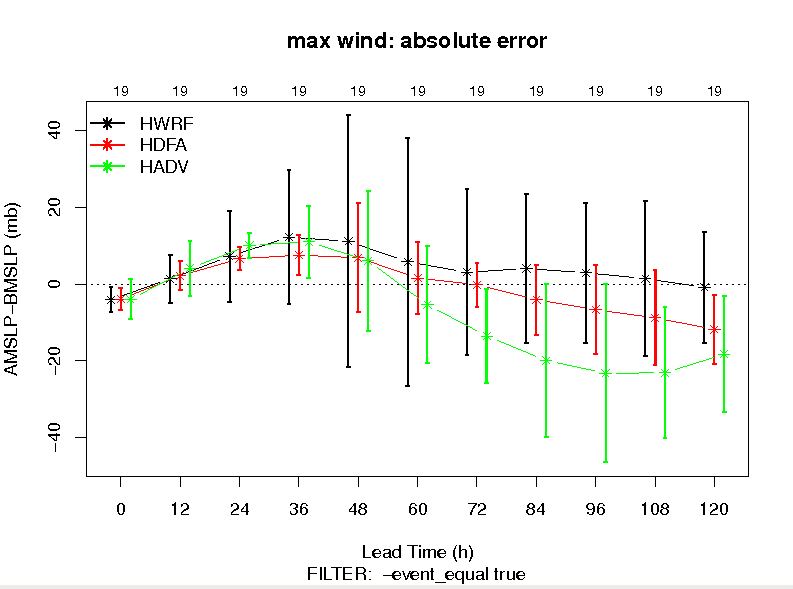 max wind: absolute error
19 19 19 19 19 19 19 19 19 19 19
HWRF
HDFA
HADV
AMSLP−BMSLP (mb)
40
20
0
−20
−40
0 12 24 36 48 60 72 84 96 108 120
Lead Time (h)
FILTER: −event_equal true